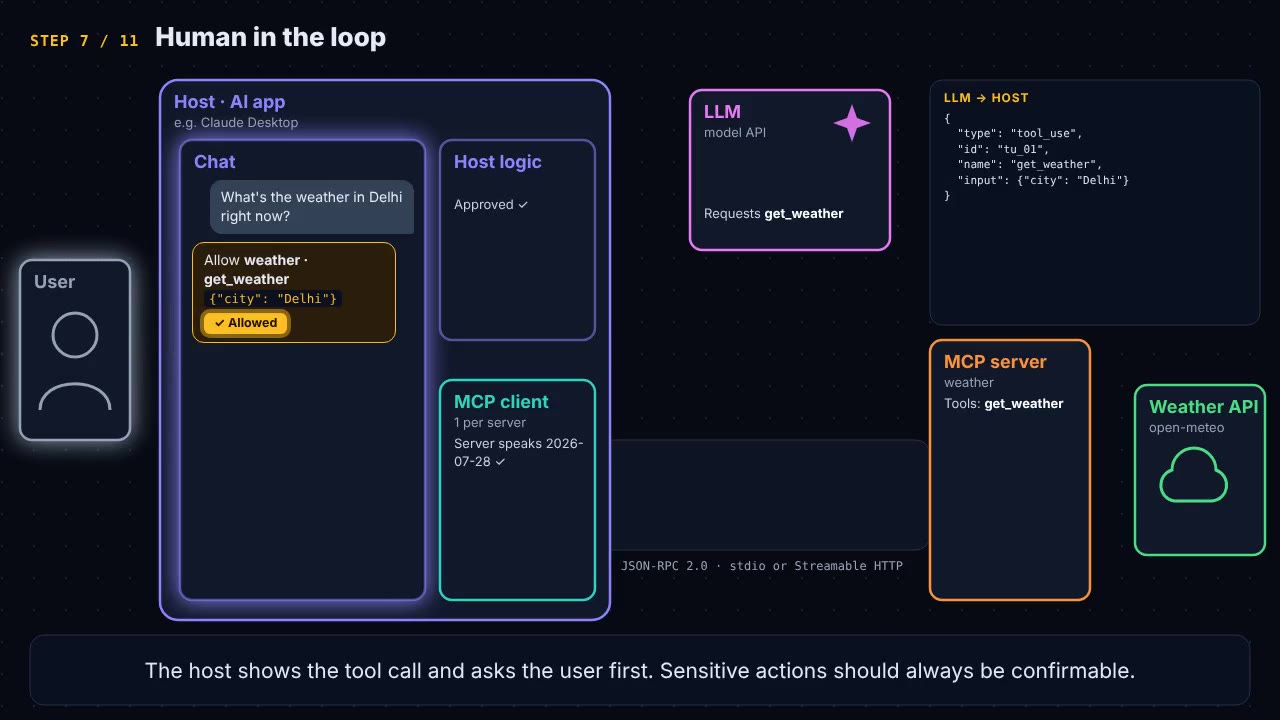 STEP 7 / 11 Human in the loop
Host · AI app
e.g. Claude Desktop
Chat
What's the weather in Delhi
right now?
Allow weather ·
get_weather
{"city": "Delhi"}
✓ Allowed
Host logic
Approved ✓
User
MCP client
1 per server
Server speaks 2026-
07-28 ✓
LLM
model API
Requests get_weather
LLM → HOST
{
  "type": "tool_use",
  "id": "tu_01",
  "name": "get_weather",
  "input": {"city": "Delhi"}
}
MCP server
weather
Tools: get_weather
Weather API
open-meteo
JSON-RPC 2.0 · stdio or Streamable HTTP
The host shows the tool call and asks the user first. Sensitive actions should always be confirmable.